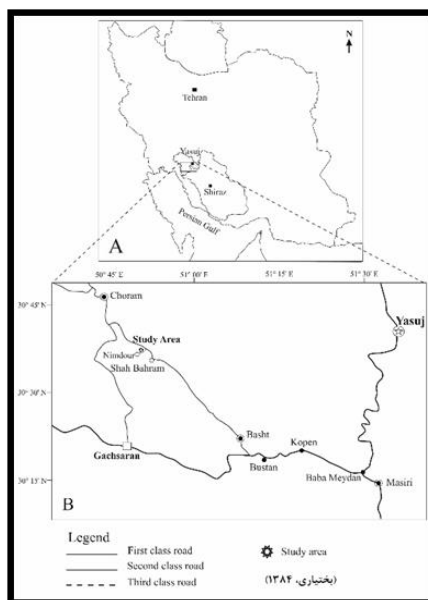 N
Tehran
Yasuj
Shiraz
Persian Gulf
A
50 45' E
51 00'
51 15'
51 30'
30 45' N
Choram
Yasuj
Study Area
Nimdour
Shah Bahram
30 30' N
Basht
Kopen
Gachsaran
Bustan
Baba Meydan
Masiri
30 15' N
B
Legend
First class road
Second class road
Third class road
Study area
(بختیاری، ۱۳۸۴)